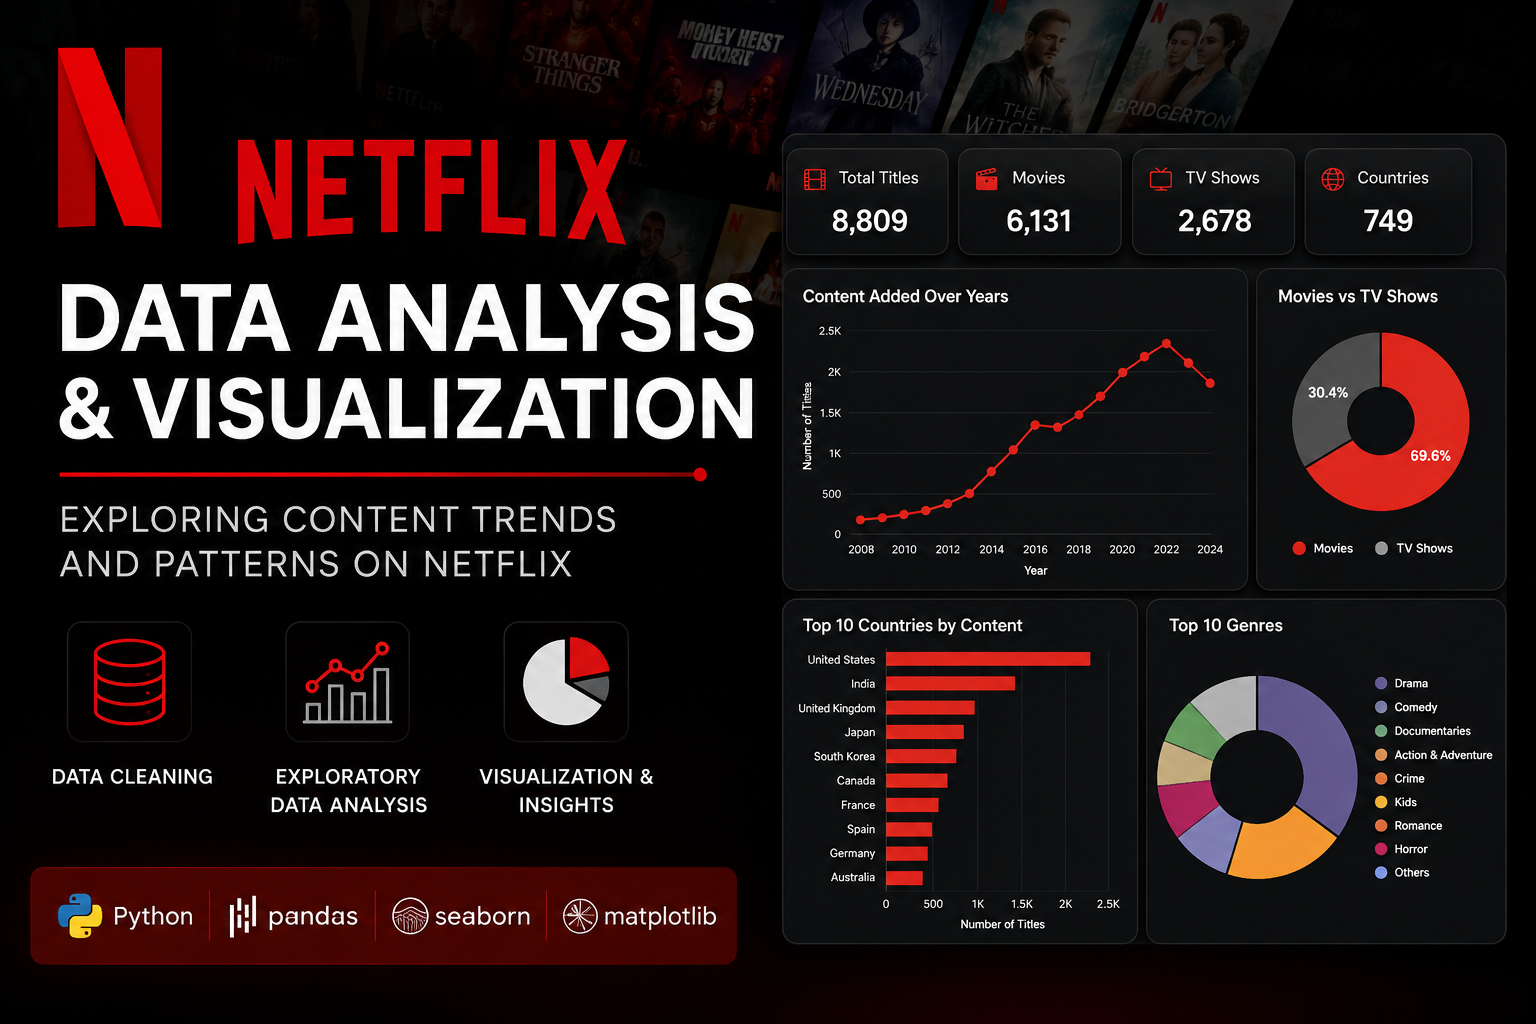 STRANGER
THINGS
MONEY HEIST
WEDNESDAY
THE
WITCHER
BRIDGERTON
NETFLIX
DATA ANALYSIS
& VISUALIZATION
EXPLORING CONTENT TRENDS
AND PATTERNS ON NETFLIX
DATA CLEANING
EXPLORATORY
DATA ANALYSIS
VISUALIZATION &
INSIGHTS
Python
pandas
seaborn
matplotlib
Total Titles
8,809
Movies
6,131
TV Shows
2,678
Countries
749
Content Added Over Years
Number of Titles
2.5K
2K
1.5K
1K
500
0
2008 2010 2012 2014 2016 2018 2020 2022 2024
Year
Movies vs TV Shows
30.4%
69.6%
Movies
TV Shows
Top 10 Countries by Content
United States
India
United Kingdom
Japan
South Korea
Canada
France
Spain
Germany
Australia
0 500 1K 1.5K 2K 2.5K
Number of Titles
Top 10 Genres
Drama
Comedy
Documentaries
Action & Adventure
Crime
Kids
Romance
Horror
Others